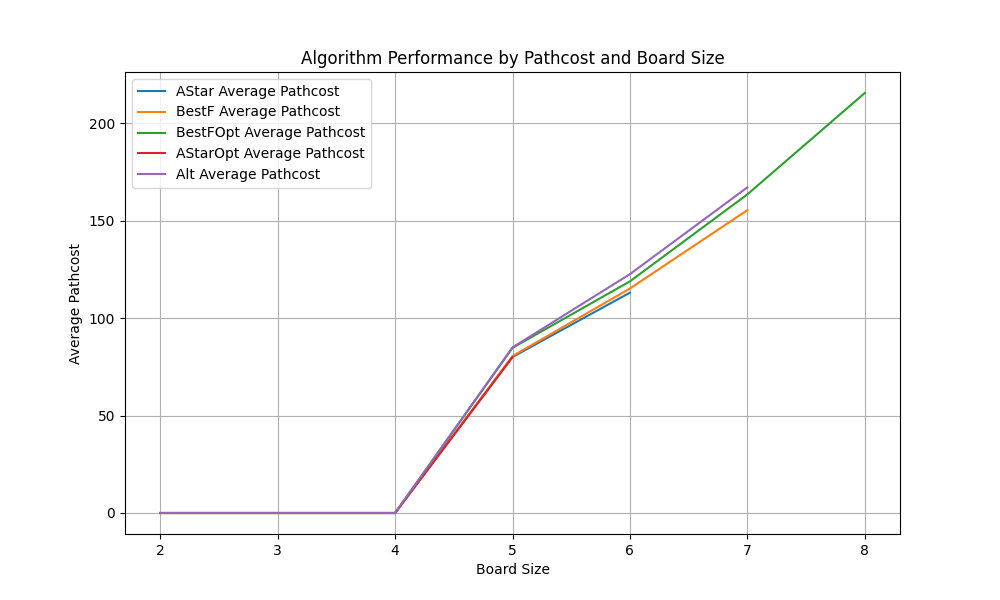 Algorithm Performance by Pathcost and Board Size
AStar Average Pathcost
BestF Average Pathcost
BestFOpt Average Pathcost
AStarOpt Average Pathcost
Alt Average Pathcost
200
150
100
50
0
Average Pathcost
2 3 4 5 6 7 8
Board Size